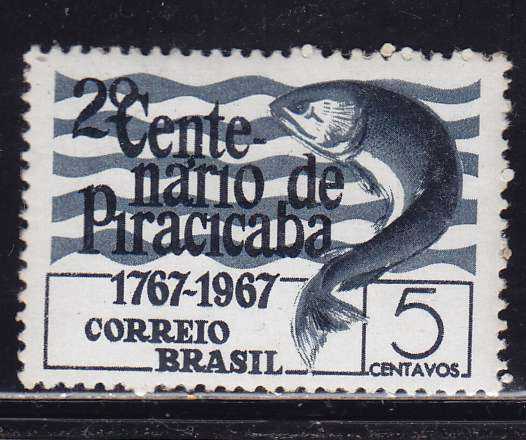 2º Cente-
nário de
Piracicaba
1767-1967
CORREIO
BRASIL
5
CENTAVOS